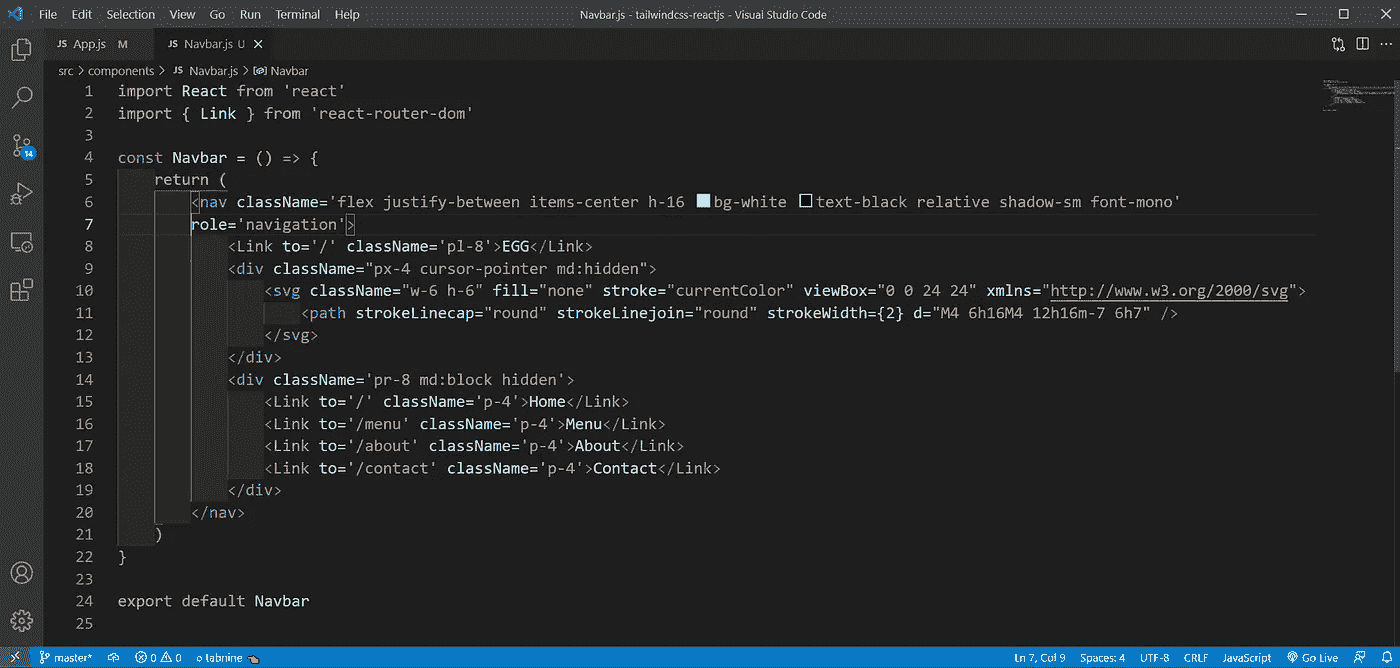 File Edit Selection View Go Run Terminal Help Navbar.js - tailwindcss-reactjs - Visual Studio Code
JS App.js M JS Navbar.js U
src > components > JS Navbar.js > Navbar
1 import React from 'react'
2 import { Link } from 'react-router-dom'
3
4 const Navbar = () => {
5 return (
6 <nav className='flex justify-between items-center h-16 bg-white text-black relative shadow-sm font-mono'
7 role='navigation'>
8 <Link to='/' className='pl-8'>EGG</Link>
9 <div className="px-4 cursor-pointer md:hidden">
10 <svg className="w-6 h-6" fill="none" stroke="currentColor" viewBox="0 0 24 24" xmlns="http://www.w3.org/2000/svg">
11 <path strokeLinecap="round" strokeLinejoin="round" strokeWidth={2} d="M4 6h16M4 12h16m-7 6h7" />
12 </svg>
13 </div>
14 <div className='pr-8 md:block hidden'>
15 <Link to='/' className='p-4'>Home</Link>
16 <Link to='/menu' className='p-4'>Menu</Link>
17 <Link to='/about' className='p-4'>About</Link>
18 <Link to='/contact' className='p-4'>Contact</Link>
19 </div>
20 </nav>
21 )
22 }
23
24 export default Navbar
25
14
master* 0 0 tabnine Ln 7, Col 9 Spaces: 4 UTF-8 CRLF JavaScript Go Live